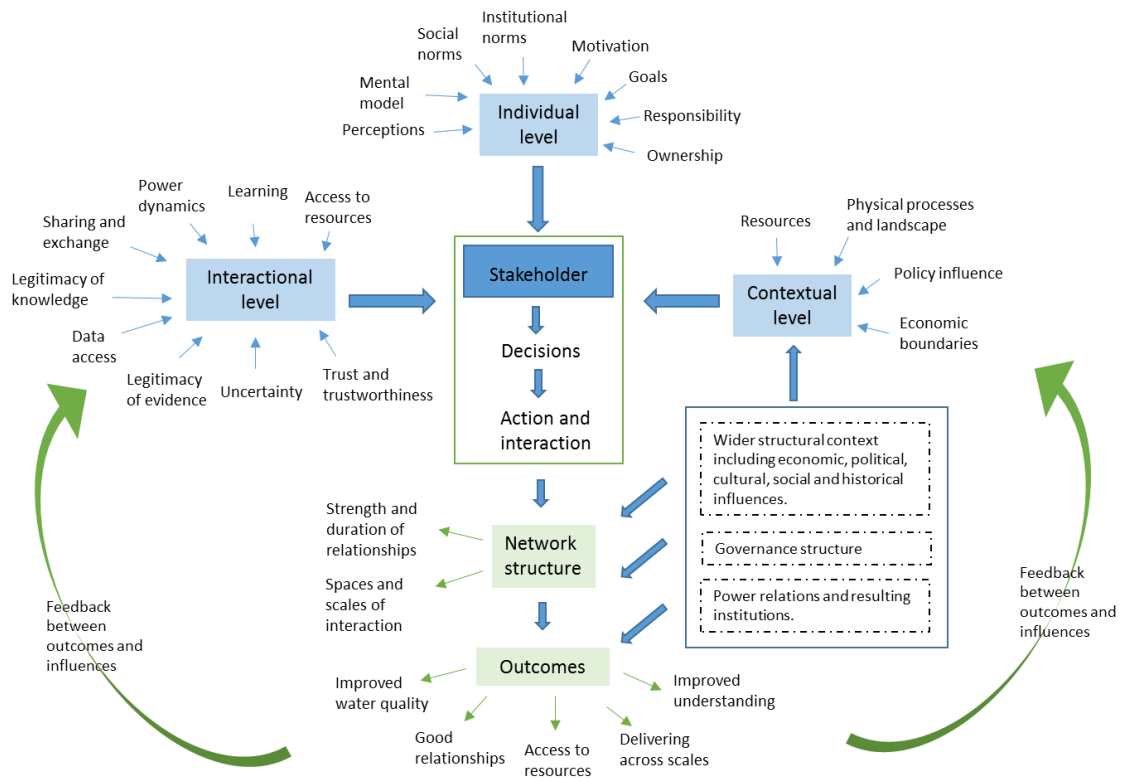 Institutional
norms
Social
norms
Motivation
Mental
model
Goals
Perceptions
Individual
level
Responsibility
Ownership
Power
dynamics
Learning
Access to
resources
Sharing and
exchange
Legitimacy of
knowledge
Interactional
level
Data
access
Legitimacy
of evidence
Uncertainty
Trust and
trustworthiness
Stakeholder
Decisions
Action and
interaction
Resources
Physical processes
and landscape
Policy influence
Contextual
level
Economic
boundaries
Wider structural context
including economic, political,
cultural, social and historical
influences.
Governance structure
Power relations and resulting
institutions.
Strength and
duration of
relationships
Network
structure
Spaces and
scales of
interaction
Outcomes
Improved
water quality
Good
relationships
Access to
resources
Delivering
across scales
Improved
understanding
Feedback
between
outcomes and
influences
Feedback
between
outcomes and
influences